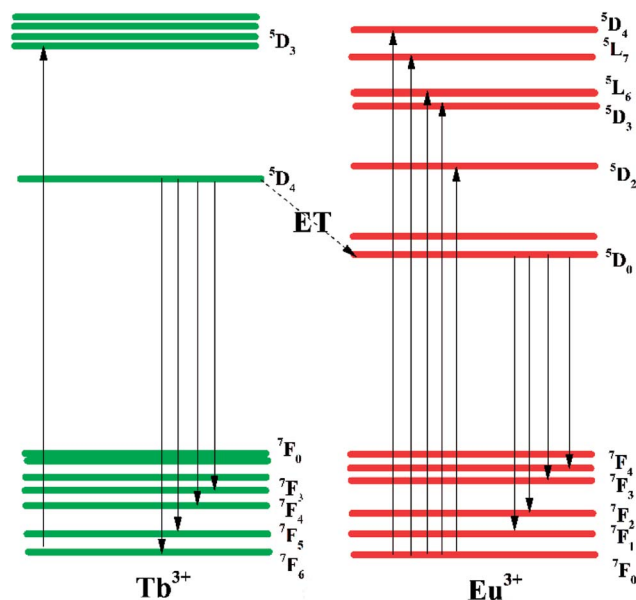 ⁵D₃
⁵D₄
⁷F₀
⁷F₃
⁷F₄
⁷F₅
⁷F₆
Tb³⁺
ET
⁵D₄
⁵L₇
⁵L₆
⁵D₃
⁵D₂
⁵D₀
⁷F₄
⁷F₃
⁷F₂
⁷F₁
⁷F₀
Eu³⁺